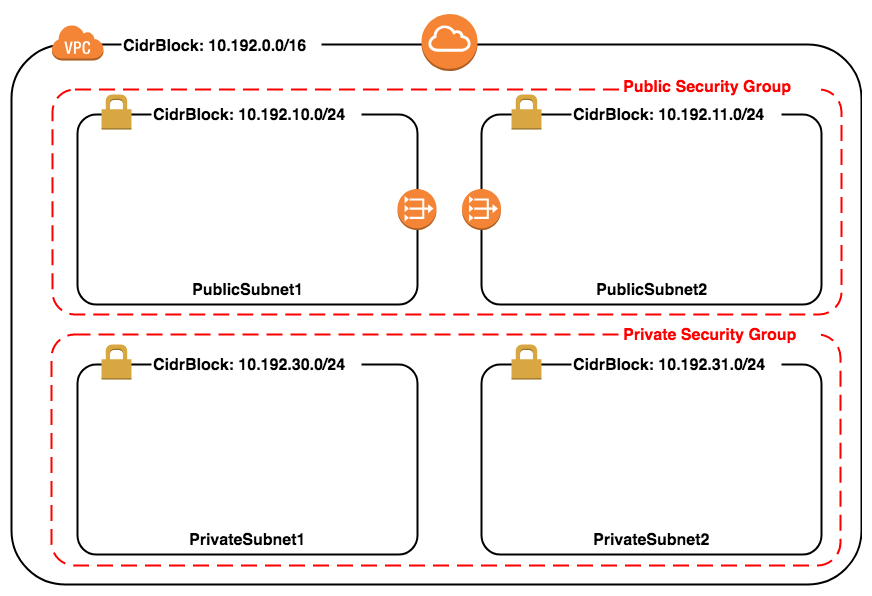 VPC
CidrBlock: 10.192.0.0/16
Public Security Group
CidrBlock: 10.192.10.0/24
CidrBlock: 10.192.11.0/24
PublicSubnet1
PublicSubnet2
Private Security Group
CidrBlock: 10.192.30.0/24
CidrBlock: 10.192.31.0/24
PrivateSubnet1
PrivateSubnet2